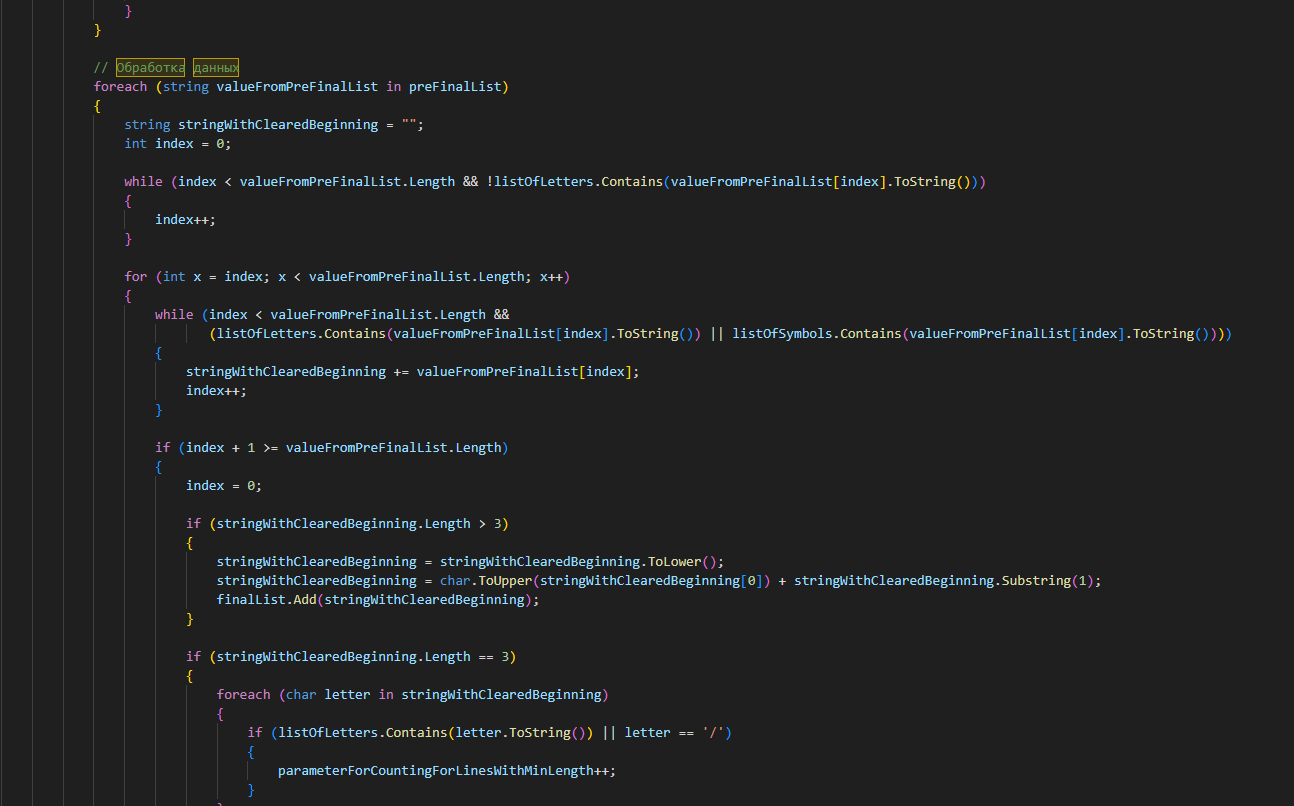 }
}
// Обработка данных
foreach (string valueFromPreFinalList in preFinalList)
{
string stringWithClearedBeginning = "";
int index = 0;
while (index < valueFromPreFinalList.Length && !listOfLetters.Contains(valueFromPreFinalList[index].ToString()))
{
index++;
}
for (int x = index; x < valueFromPreFinalList.Length; x++)
{
while (index < valueFromPreFinalList.Length &&
(listOfLetters.Contains(valueFromPreFinalList[index].ToString()) || listOfSymbols.Contains(valueFromPreFinalList[index].ToString())))
{
stringWithClearedBeginning += valueFromPreFinalList[index];
index++;
}
if (index + 1 >= valueFromPreFinalList.Length)
{
index = 0;
if (stringWithClearedBeginning.Length > 3)
{
stringWithClearedBeginning = stringWithClearedBeginning.ToLower();
stringWithClearedBeginning = char.ToUpper(stringWithClearedBeginning[0]) + stringWithClearedBeginning.Substring(1);
finalList.Add(stringWithClearedBeginning);
}
if (stringWithClearedBeginning.Length == 3)
{
foreach (char letter in stringWithClearedBeginning)
{
if (listOfLetters.Contains(letter.ToString()) || letter == '/')
{
parameterForCountingForLinesWithMinLength++;
}